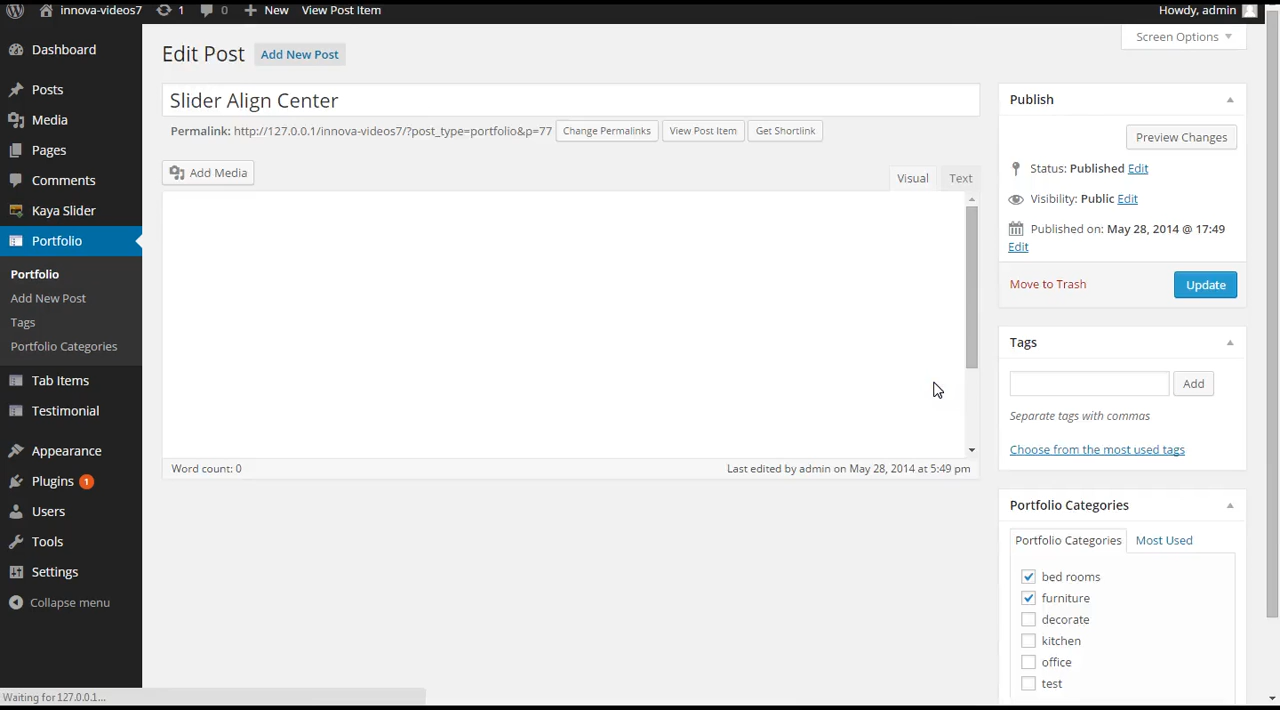 innova-videos7 1 0 New View Post Item Howdy, admin
Screen Options
Dashboard
Posts
Media
Pages
Comments
Kaya Slider
Portfolio
Portfolio
Add New Post
Tags
Portfolio Categories
Tab Items
Testimonial
Appearance
Plugins 1
Users
Tools
Settings
Collapse menu
Edit Post Add New Post
Slider Align Center
Permalink: http://127.0.0.1/innova-videos7/?post_type=portfolio&p=77 Change Permalinks View Post Item Get Shortlink
Add Media
Visual Text
Word count: 0 Last edited by admin on May 28, 2014 at 5:49 pm
Publish
Preview Changes
Status: Published Edit
Visibility: Public Edit
Published on: May 28, 2014 @ 17:49
Edit
Move to Trash Update
Tags
Add
Separate tags with commas
Choose from the most used tags
Portfolio Categories
Portfolio Categories Most Used
bed rooms
furniture
decorate
kitchen
office
test
Waiting for 127.0.0.1...